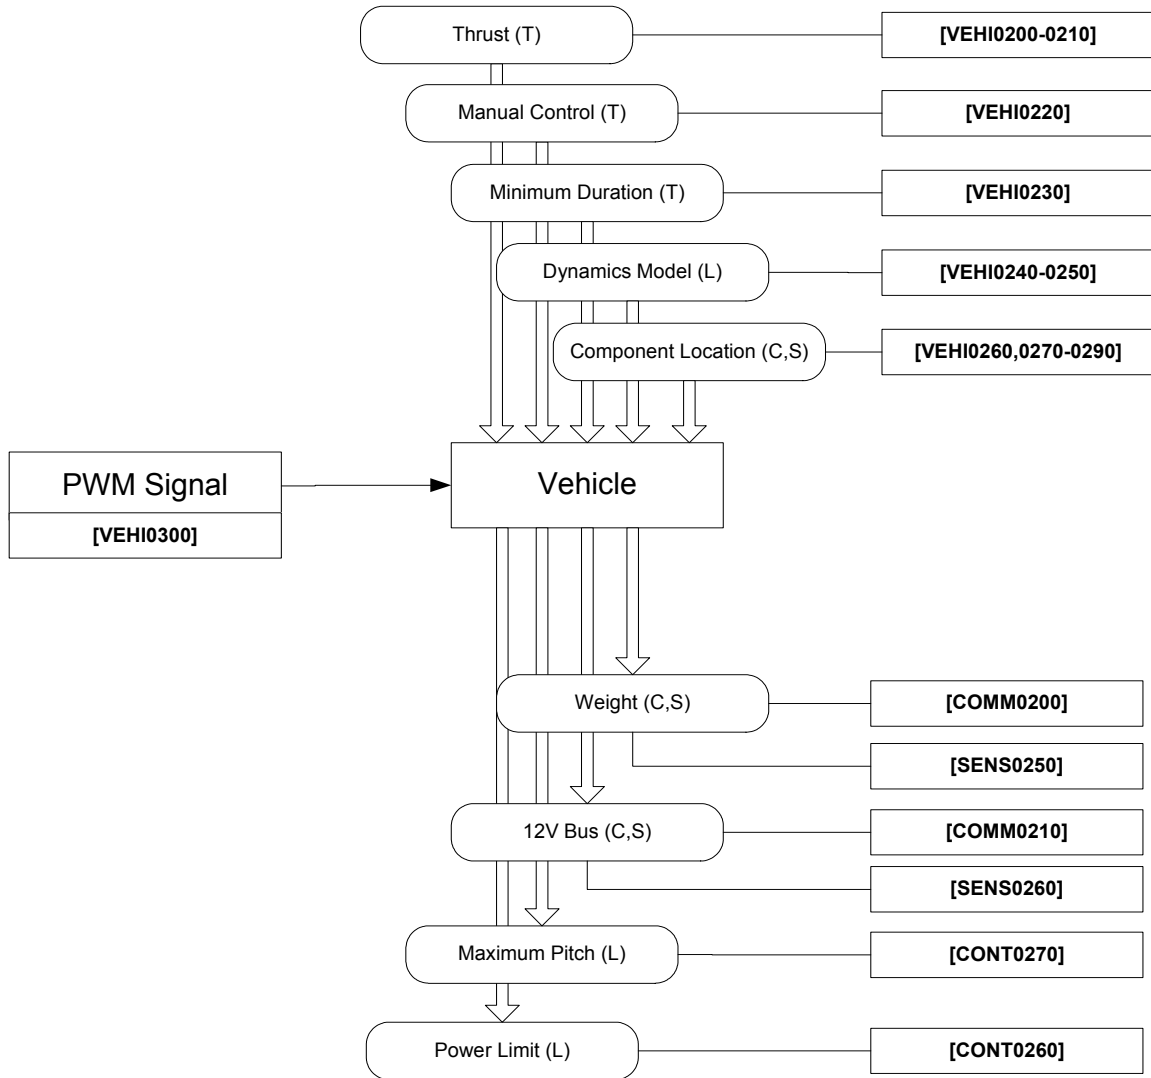 Thrust (T)
[VEHI0200-0210]
Manual Control (T)
[VEHI0220]
Minimum Duration (T)
[VEHI0230]
Dynamics Model (L)
[VEHI0240-0250]
Component Location (C,S)
[VEHI0260,0270-0290]
PWM Signal
[VEHI0300]
Vehicle
Weight (C,S)
[COMM0200]
[SENS0250]
12V Bus (C,S)
[COMM0210]
[SENS0260]
Maximum Pitch (L)
[CONT0270]
Power Limit (L)
[CONT0260]